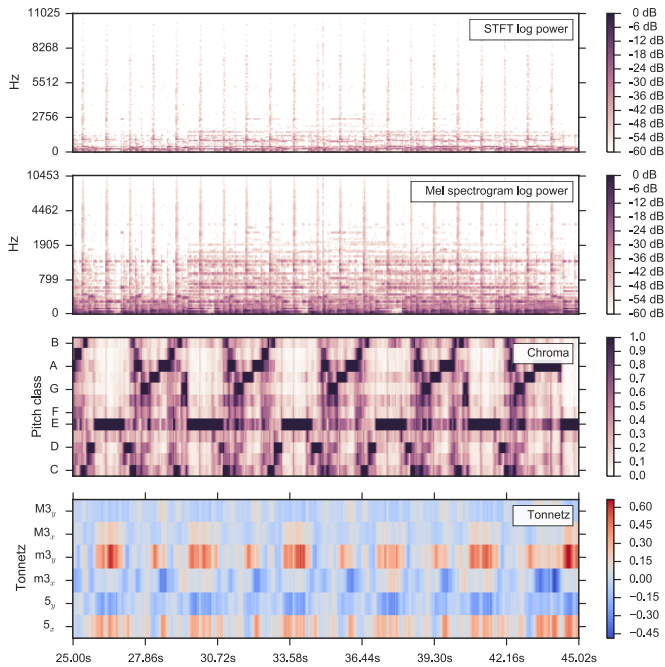 11025
STFT log power
8268
5512
2756
0
Hz
0 dB
-6 dB
-12 dB
-18 dB
-24 dB
-30 dB
-36 dB
-42 dB
-48 dB
-54 dB
-60 dB
10453
Mel spectrogram log power
4462
1905
799
0
Hz
0 dB
-6 dB
-12 dB
-18 dB
-24 dB
-30 dB
-36 dB
-42 dB
-48 dB
-54 dB
-60 dB
B
Chroma
A
G
F
E
D
C
Pitch class
1.0
0.9
0.8
0.7
0.6
0.5
0.4
0.3
0.2
0.1
0.0
M3y
Tonnetz
M3x
m3y
m3x
5y
5x
Tonnetz
0.60
0.45
0.30
0.15
0.00
−0.15
−0.30
−0.45
25.00s
27.86s
30.72s
33.58s
36.44s
39.30s
42.16s
45.02s